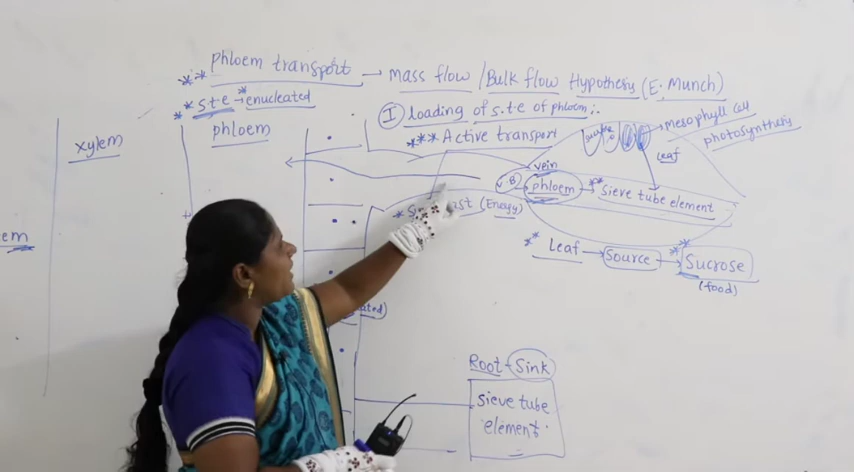 ** Phloem transport → Mass flow / Bulk flow Hypothesis (E. Munch)
** s.t.e → *enucleated
I loading of s.t.e of phloem:.
*** Active transport
mesophyll cell
photosynthesis
Leaf
xylem
phloem
vein
V.B phloem → ** sieve tube element
(Energy)
** Leaf → Source → ** Sucrose
(food)
Root - Sink
sieve tube
element.